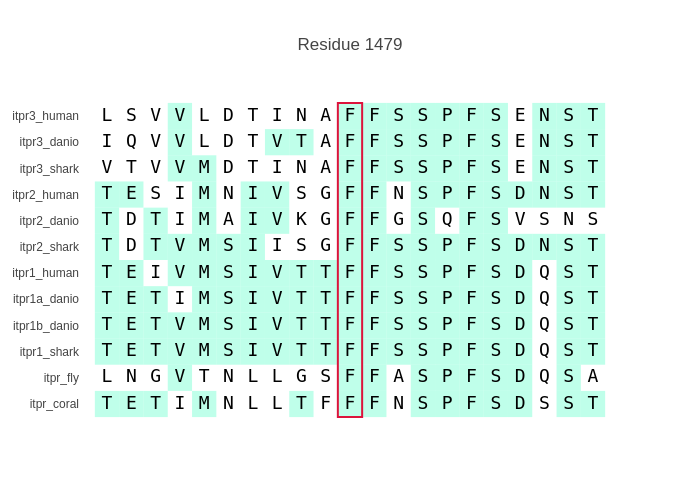 Residue 1479
itpr3_human L S V V L D T I N A F F S S P F S E N S T
itpr3_danio I Q V V L D T V T A F F S S P F S E N S T
itpr3_shark V T V V M D T I N A F F S S P F S E N S T
itpr2_human T E S I M N I V S G F F N S P F S D N S T
itpr2_danio T D T I M A I V K G F F G S Q F S V S N S
itpr2_shark T D T V M S I I S G F F S S P F S D N S T
itpr1_human T E I V M S I V T T F F S S P F S D Q S T
itpr1a_danio T E T I M S I V T T F F S S P F S D Q S T
itpr1b_danio T E T V M S I V T T F F S S P F S D Q S T
itpr1_shark T E T V M S I V T T F F S S P F S D Q S T
itpr_fly L N G V T N L L G S F F A S P F S D Q S A
itpr_coral T E T I M N L L T F F F N S P F S D S S T